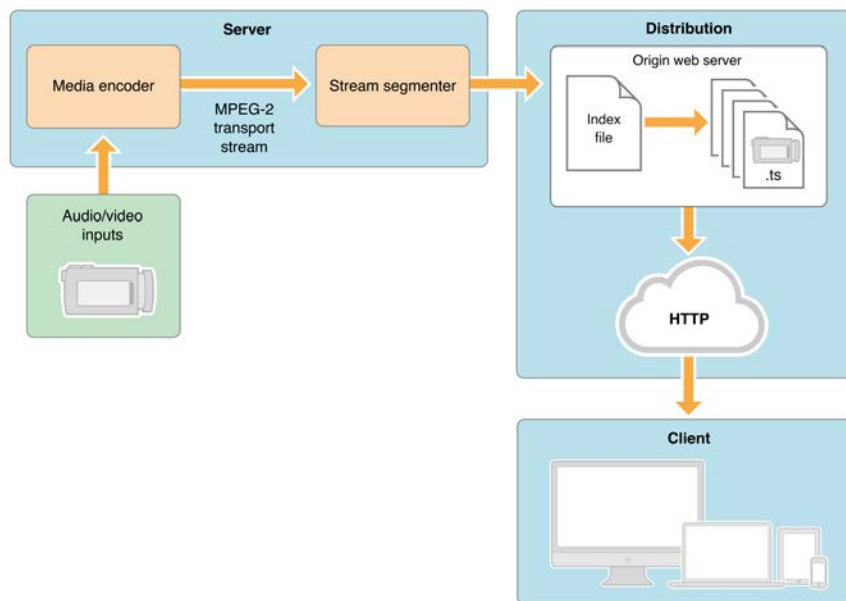 Server
Media encoder
MPEG-2
transport
stream
Stream segmenter
Audio/video
inputs
Distribution
Origin web server
Index
file
.ts
HTTP
Client